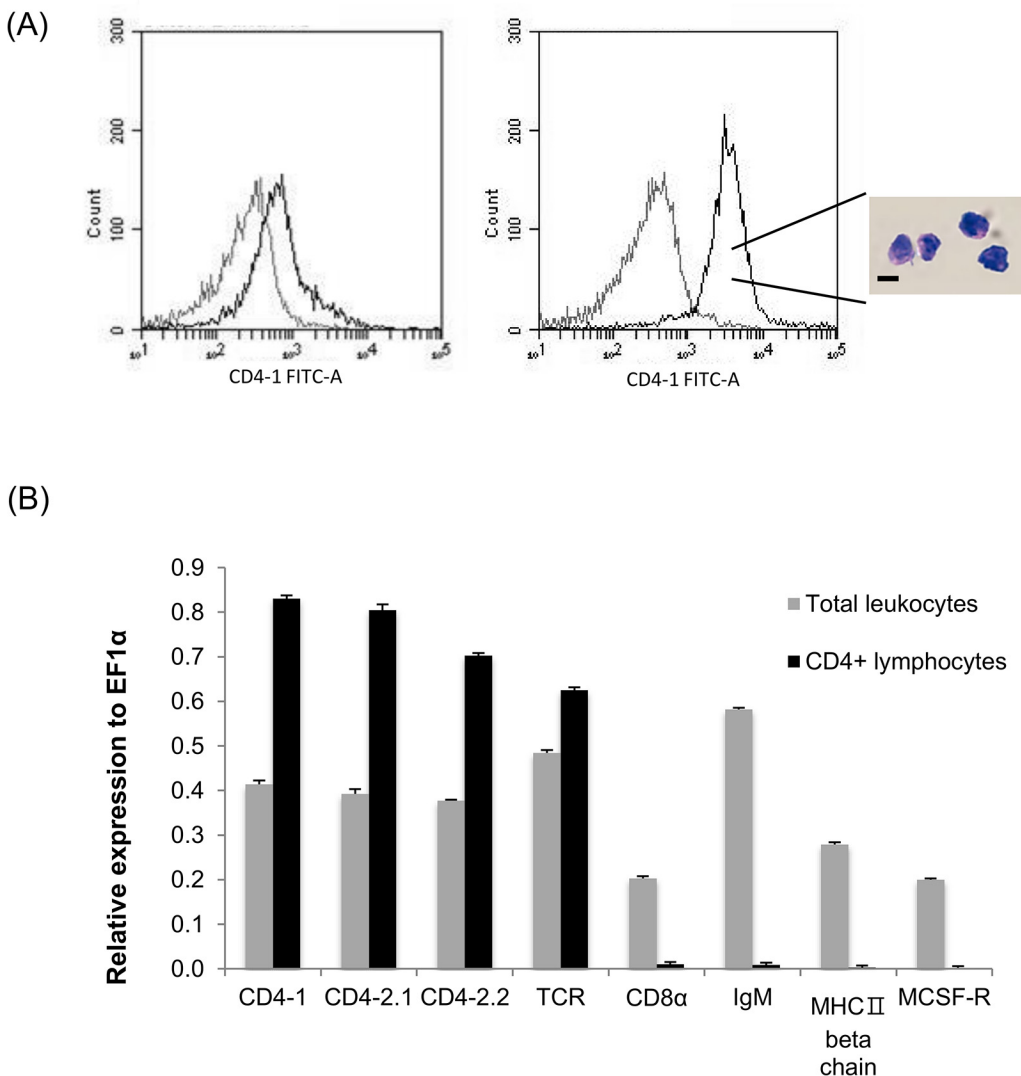 (A)
300
200
100
0
Count
10^1 10^2 10^3 10^4 10^5
CD4-1 FITC-A
300
200
100
0
Count
10^1 10^2 10^3 10^4 10^5
CD4-1 FITC-A
(B)
Relative expression to EF1α
0.9
0.8
0.7
0.6
0.5
0.4
0.3
0.2
0.1
0.0
Total leukocytes
CD4+ lymphocytes
CD4-1 CD4-2.1 CD4-2.2 TCR CD8α IgM MHCⅡ MCSF-R
beta
chain